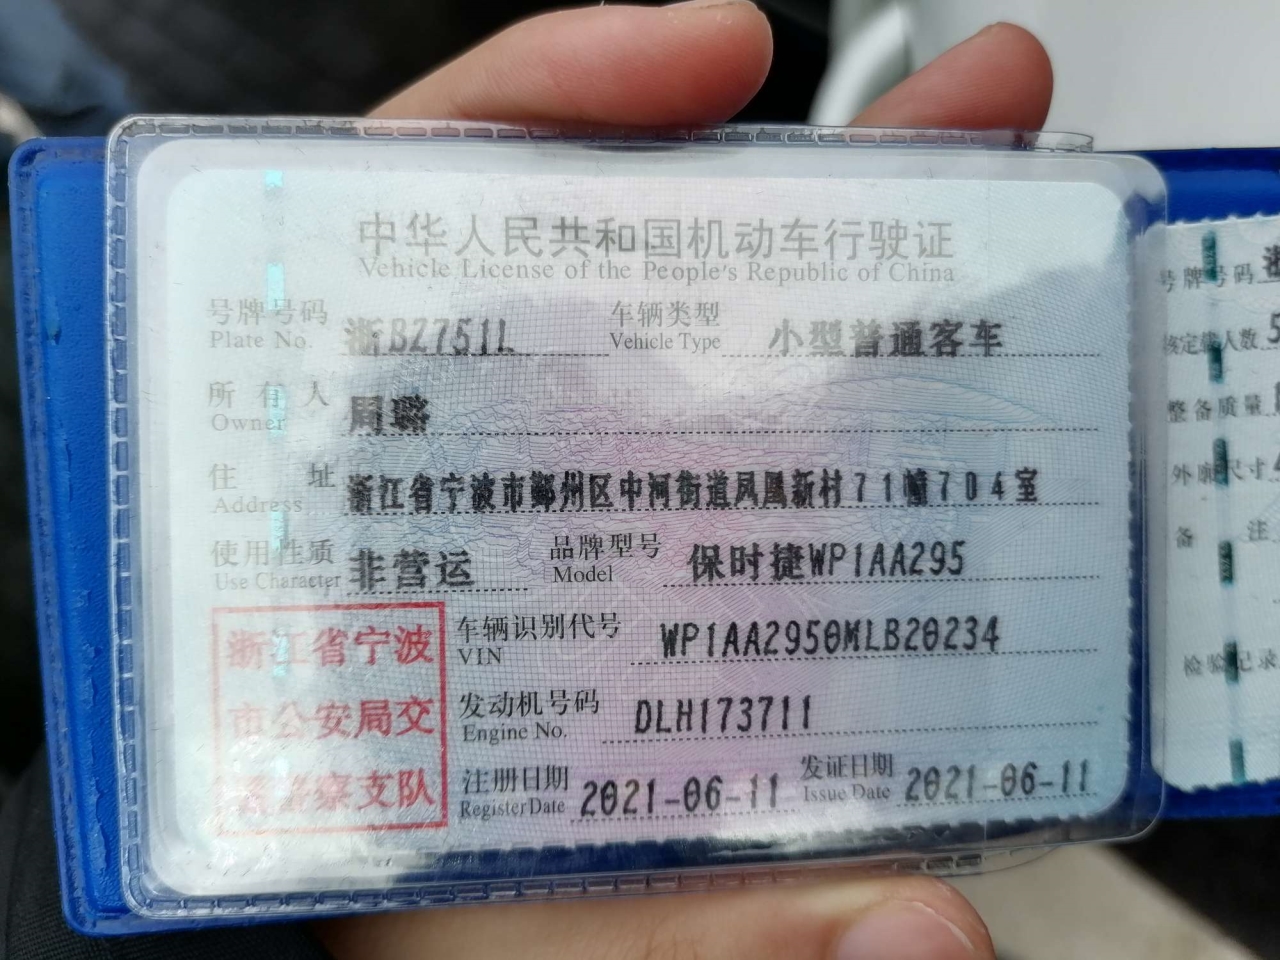 中华人民共和国机动车行驶证
Vehicle License of the People's Republic of China
号牌号码 浙BZ751L 车辆类型 小型普通客车
Plate No. Vehicle Type
所有人 周璐
Owner
住址 浙江省宁波市鄞州区中河街道凤凰新村71幢704室
Address
使用性质 非营运 品牌型号 保时捷WP1AA295
Use Character Model
浙江省宁波
市公安局交
通警察支队
车辆识别代号 WP1AA2950MLB20234
VIN
发动机号码 DLH173711
Engine No.
注册日期 2021-06-11 发证日期 2021-06-11
Register Date Issue Date
号牌号码 浙
核定载人数 5
整备质量
外廓尺寸
备注
检验记录